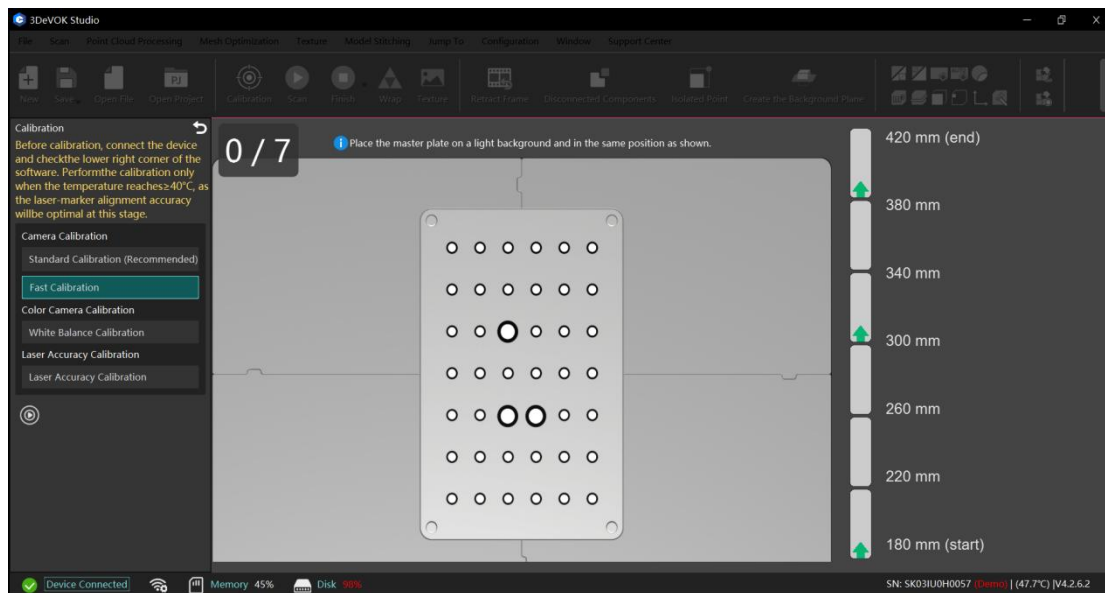 3DeVOK Studio
File Scan Point Cloud Processing Mesh Optimization Texture Model Stitching Jump To Configuration Window Support Center
PJ
New Save Open File Open Project Calibration Scan Finish Wrap Texture Retract Frame Disconnected Components Isolated Point Create the Background Plane
Calibration
Before calibration, connect the device
and checkthe lower right corner of the
software. Performthe calibration only
when the temperature reaches≥40°C, as
the laser-marker alignment accuracy
willbe optimal at this stage.
Camera Calibration
Standard Calibration (Recommended)
Fast Calibration
Color Camera Calibration
White Balance Calibration
Laser Accuracy Calibration
Laser Accuracy Calibration
0 / 7
Place the master plate on a light background and in the same position as shown.
420 mm (end)
380 mm
340 mm
300 mm
260 mm
220 mm
180 mm (start)
Device Connected Memory 45% Disk 90% SN: SK03IU0H0057 (Demo) | (47.7°C) |V4.2.6.2